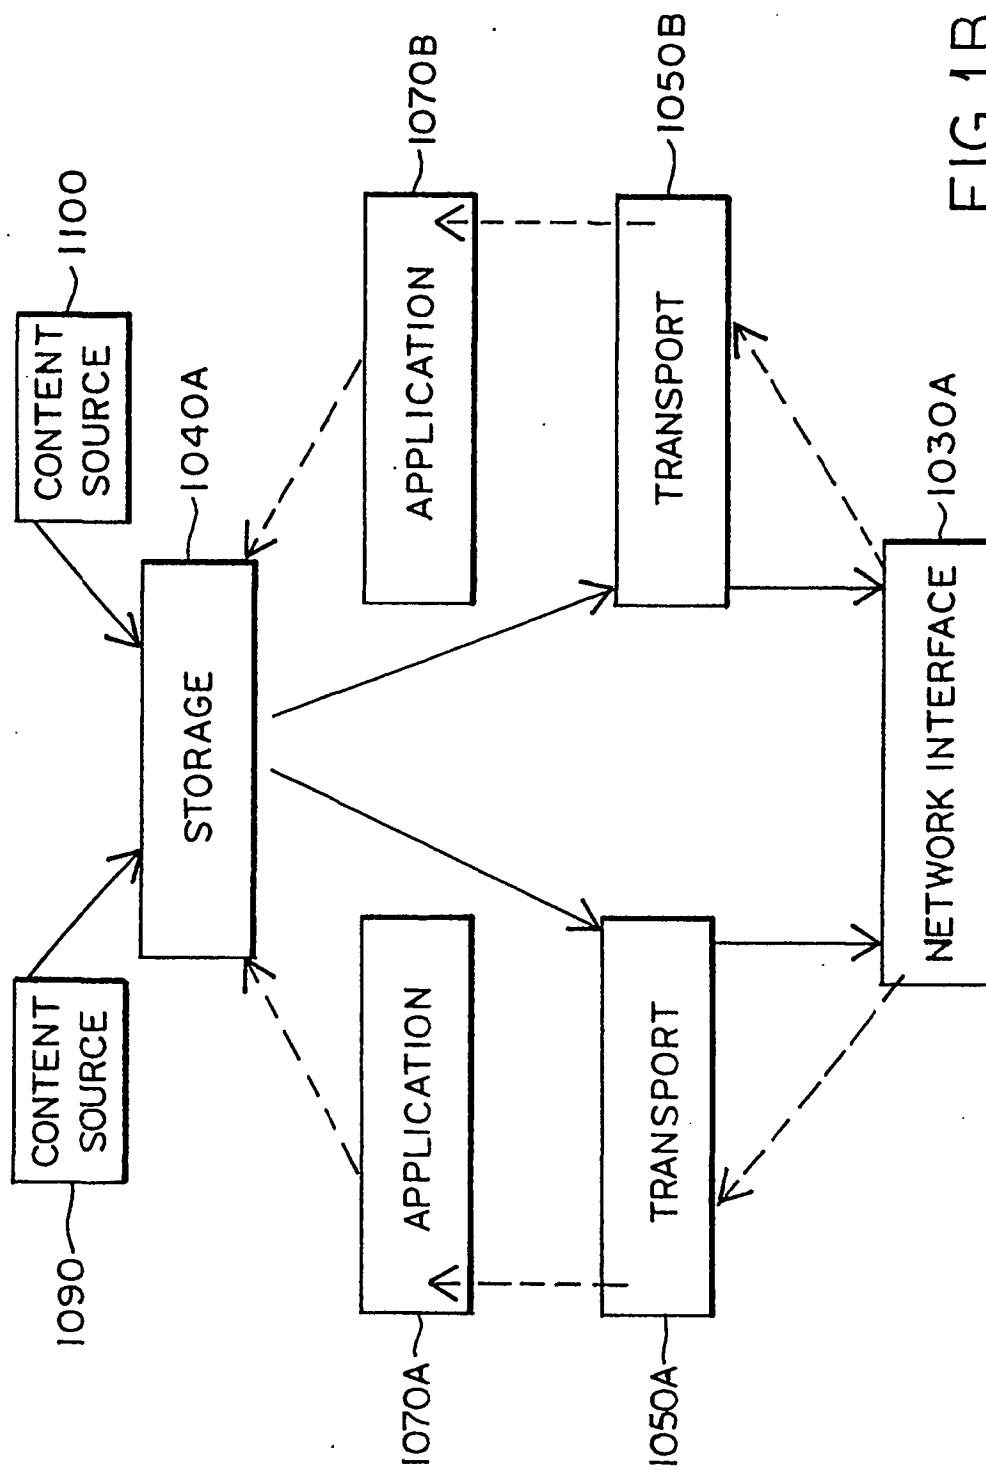 CONTENT
SOURCE
1090
CONTENT
SOURCE
1100
STORAGE
1040A
APPLICATION
1070A
APPLICATION
1070B
TRANSPORT
1050A
TRANSPORT
1050B
NETWORK INTERFACE
1030A
FIG 1B